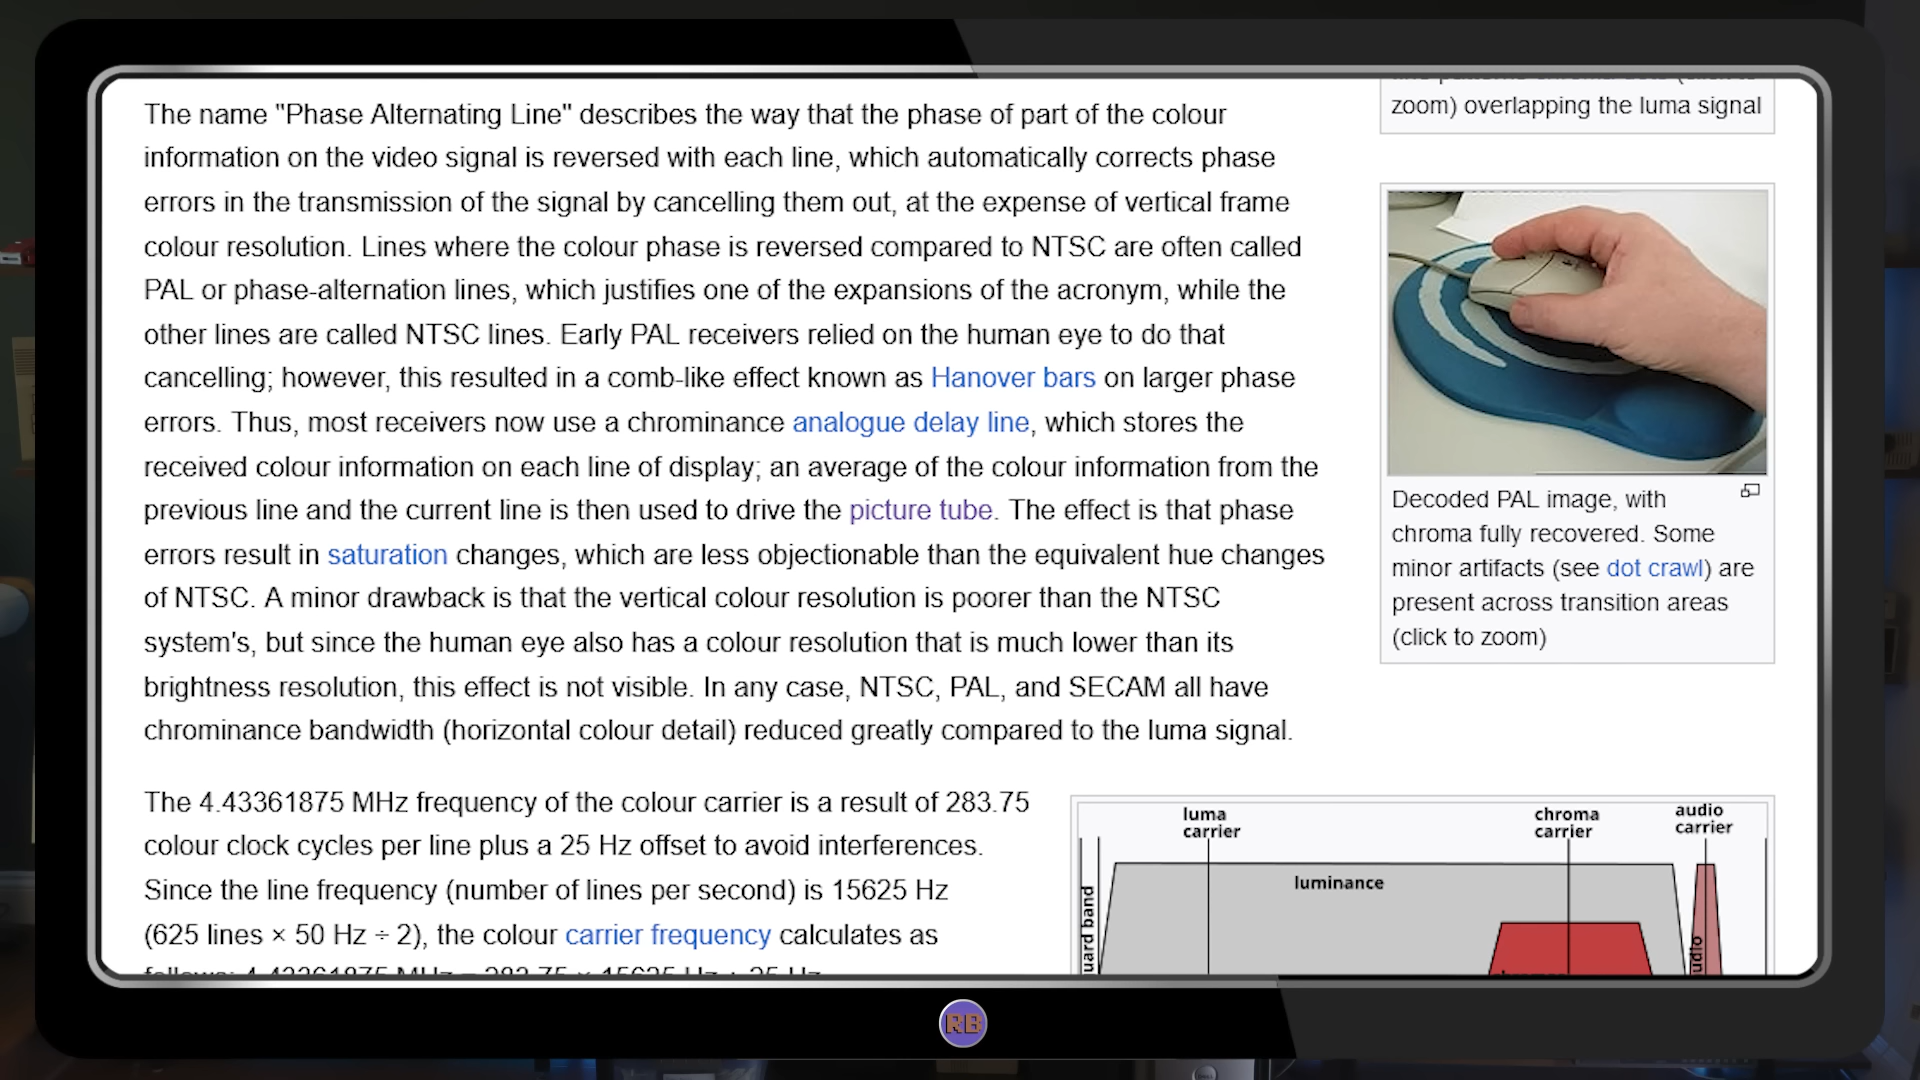 The name "Phase Alternating Line" describes the way that the phase of part of the colour
information on the video signal is reversed with each line, which automatically corrects phase
errors in the transmission of the signal by cancelling them out, at the expense of vertical frame
colour resolution. Lines where the colour phase is reversed compared to NTSC are often called
PAL or phase-alternation lines, which justifies one of the expansions of the acronym, while the
other lines are called NTSC lines. Early PAL receivers relied on the human eye to do that
cancelling; however, this resulted in a comb-like effect known as Hanover bars on larger phase
errors. Thus, most receivers now use a chrominance analogue delay line, which stores the
received colour information on each line of display; an average of the colour information from the
previous line and the current line is then used to drive the picture tube. The effect is that phase
errors result in saturation changes, which are less objectionable than the equivalent hue changes
of NTSC. A minor drawback is that the vertical colour resolution is poorer than the NTSC
system's, but since the human eye also has a colour resolution that is much lower than its
brightness resolution, this effect is not visible. In any case, NTSC, PAL, and SECAM all have
chrominance bandwidth (horizontal colour detail) reduced greatly compared to the luma signal.
The 4.43361875 MHz frequency of the colour carrier is a result of 283.75
colour clock cycles per line plus a 25 Hz offset to avoid interferences.
Since the line frequency (number of lines per second) is 15625 Hz
(625 lines × 50 Hz ÷ 2), the colour carrier frequency calculates as
zoom) overlapping the luma signal
Decoded PAL image, with
chroma fully recovered. Some
minor artifacts (see dot crawl) are
present across transition areas
(click to zoom)
luma
carrier
chroma
carrier
audio
carrier
luminance
band
RB